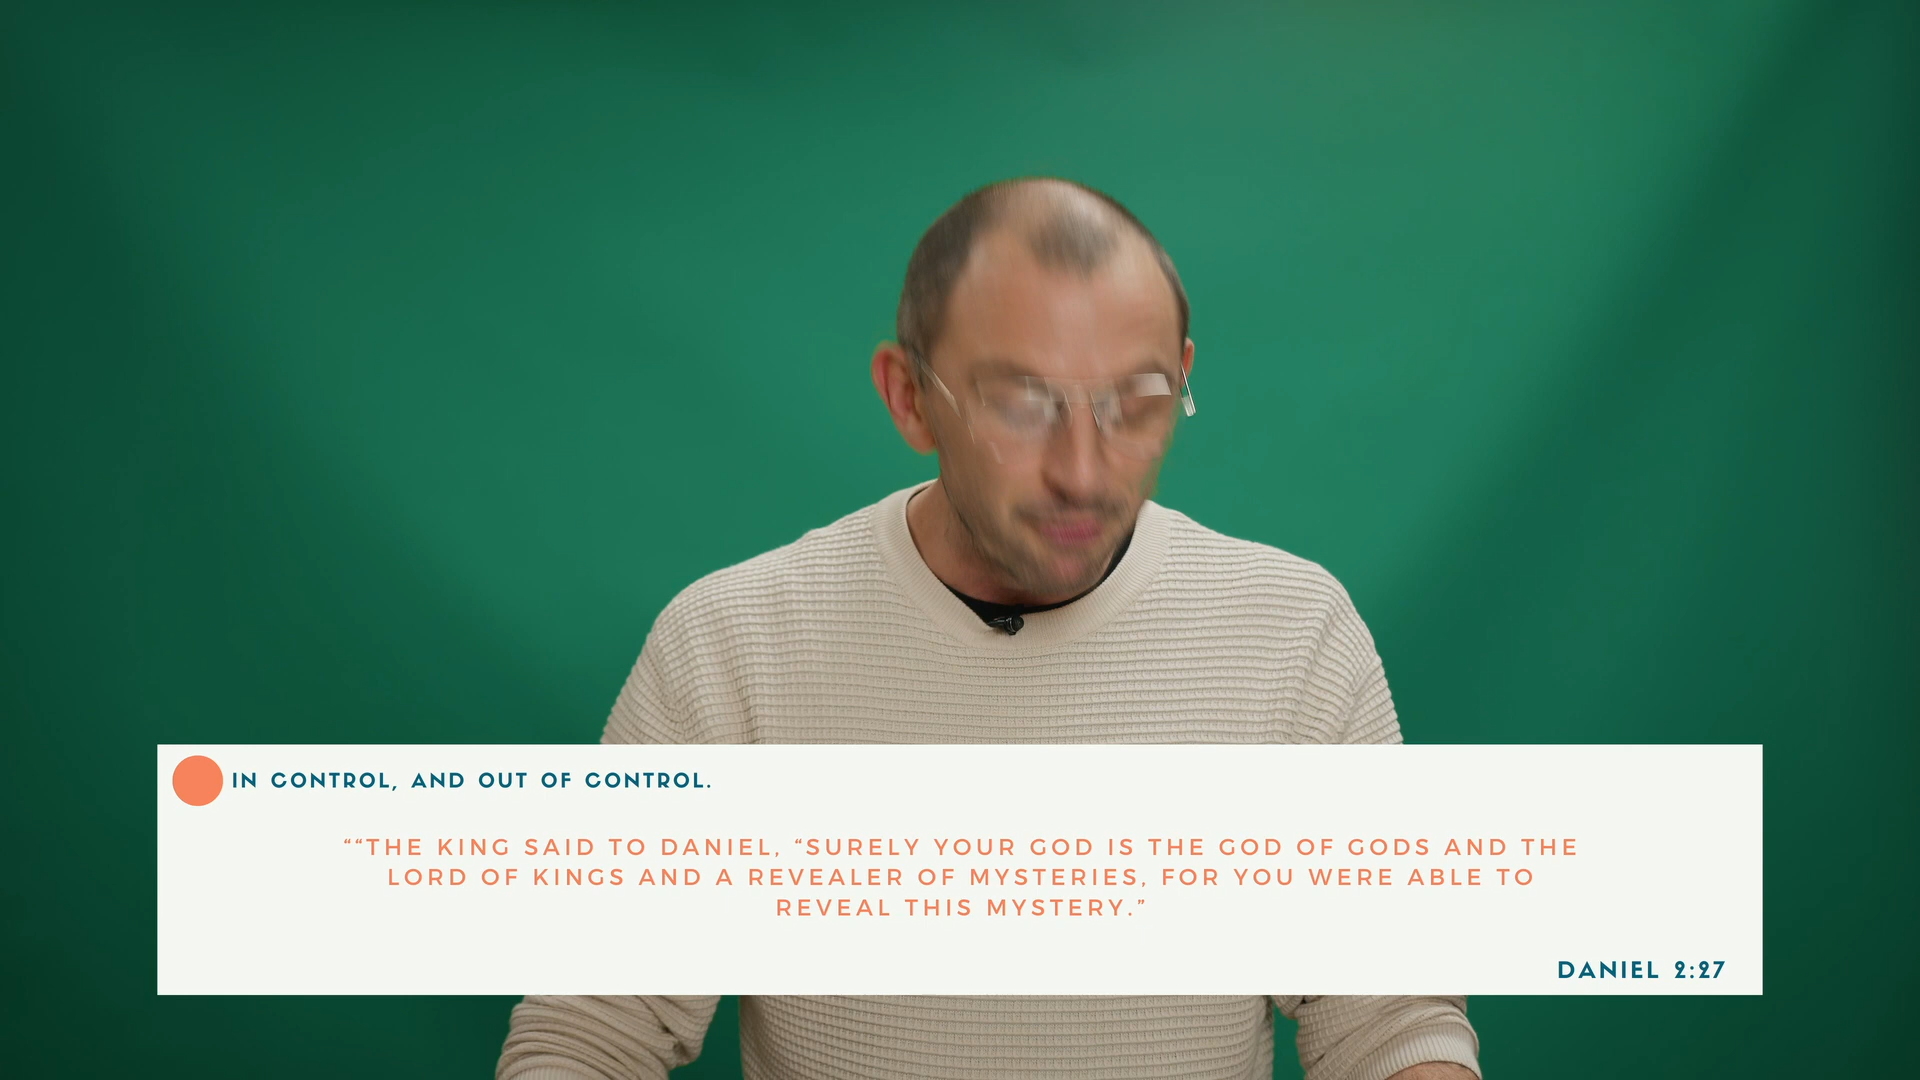 IN CONTROL, AND OUT OF CONTROL.
““THE KING SAID TO DANIEL, “SURELY YOUR GOD IS THE GOD OF GODS AND THE
LORD OF KINGS AND A REVEALER OF MYSTERIES, FOR YOU WERE ABLE TO
REVEAL THIS MYSTERY.”
DANIEL 2:27